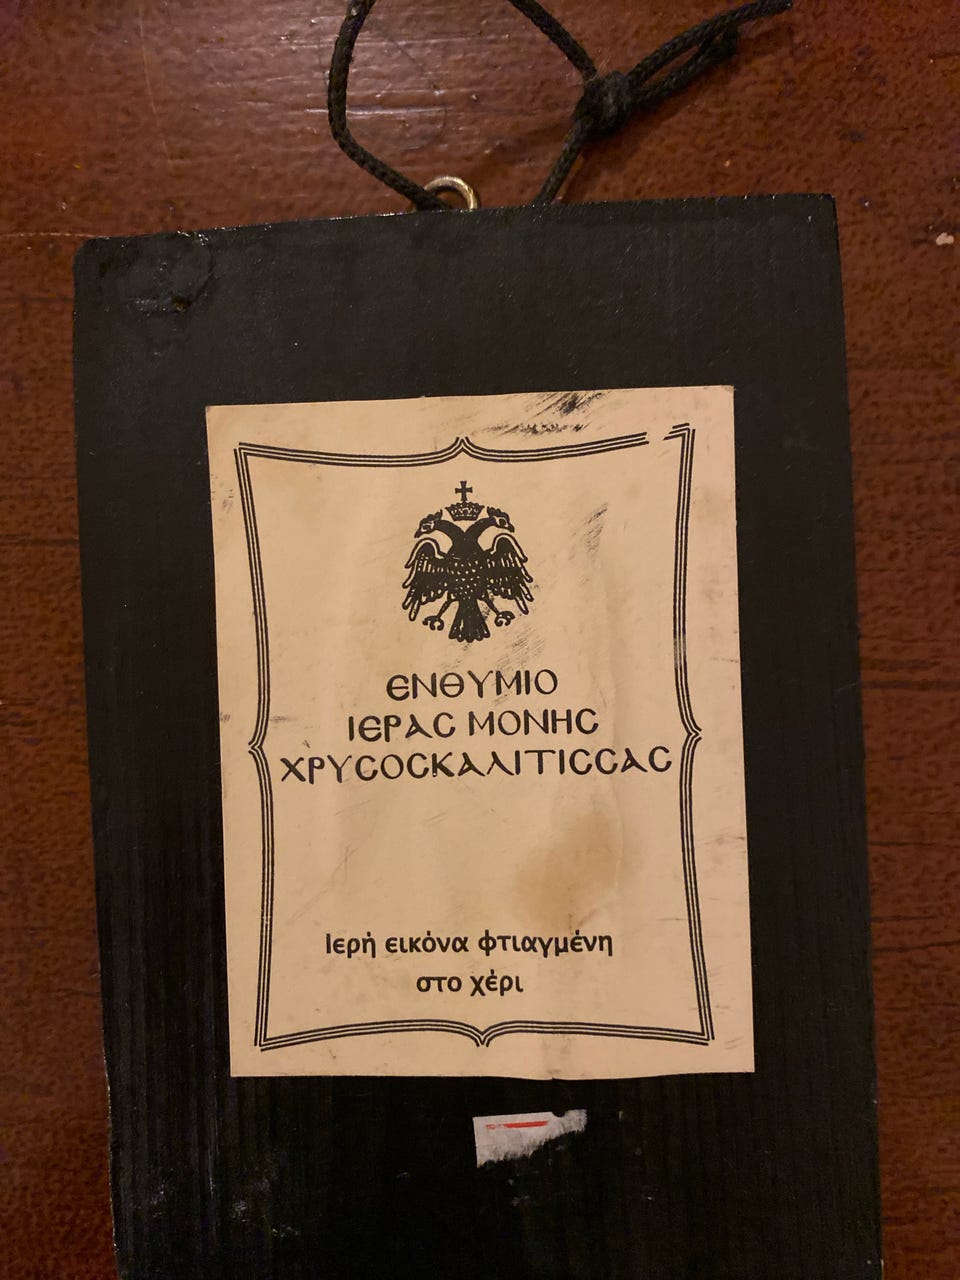 ΕΝΘΥΜΙΟ
ΙΕΡΑϹ ΜΟΝΗϹ
ΧΡΥϹΟϹΚΑΛΙΤΙϹϹΑϹ
Ιερή εικόνα φτιαγμένη
στο χέρι